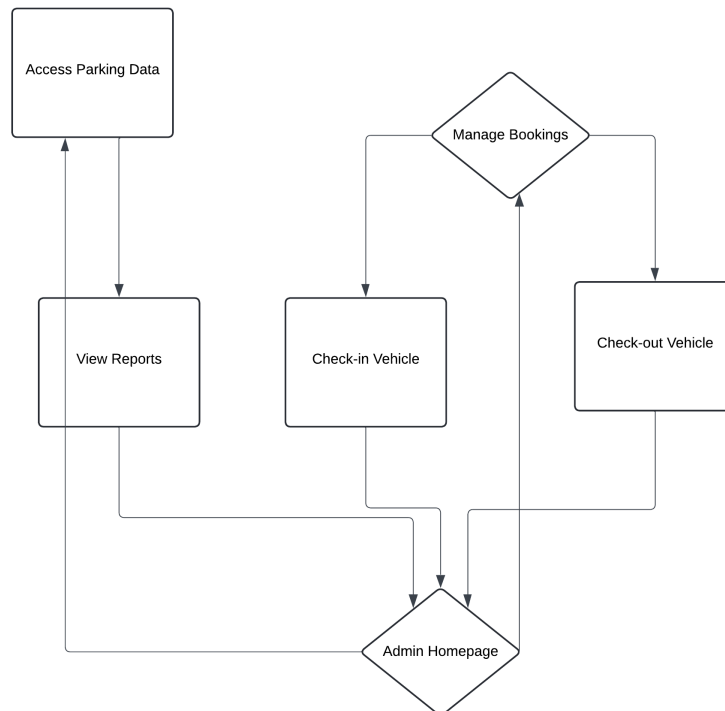 Access Parking Data
Manage Bookings
View Reports
Check-in Vehicle
Check-out Vehicle
Admin Homepage